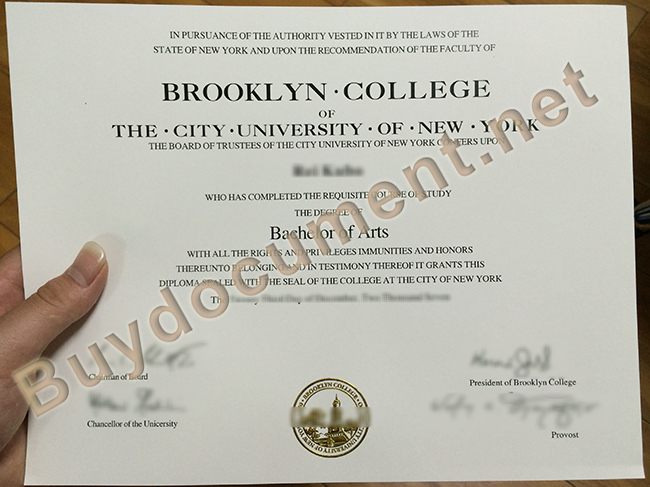 IN PURSUANCE OF THE AUTHORITY VESTED IN IT BY THE LAWS OF THE
STATE OF NEW YORK AND UPON THE RECOMMENDATION OF THE FACULTY OF
BROOKLYN·COLLEGE
OF
THE·CITY·UNIVERSITY·OF·NEW·YORK
THE BOARD OF TRUSTEES OF THE CITY UNIVERSITY OF NEW YORK CONFERS UPON
WHO HAS COMPLETED THE REQUISITE COURSE OF STUDY
THE DEGREE OF
Bachelor of Arts
WITH ALL THE RIGHTS AND PRIVILEGES IMMUNITIES AND HONORS
THEREUNTO BELONGING AND IN TESTIMONY THEREOF IT GRANTS THIS
DIPLOMA SEALED WITH THE SEAL OF THE COLLEGE AT THE CITY OF NEW YORK
Chairman of Board
President of Brooklyn College
Chancellor of the University
Provost
BROOKLYN COLLEGE
Buydocument.net